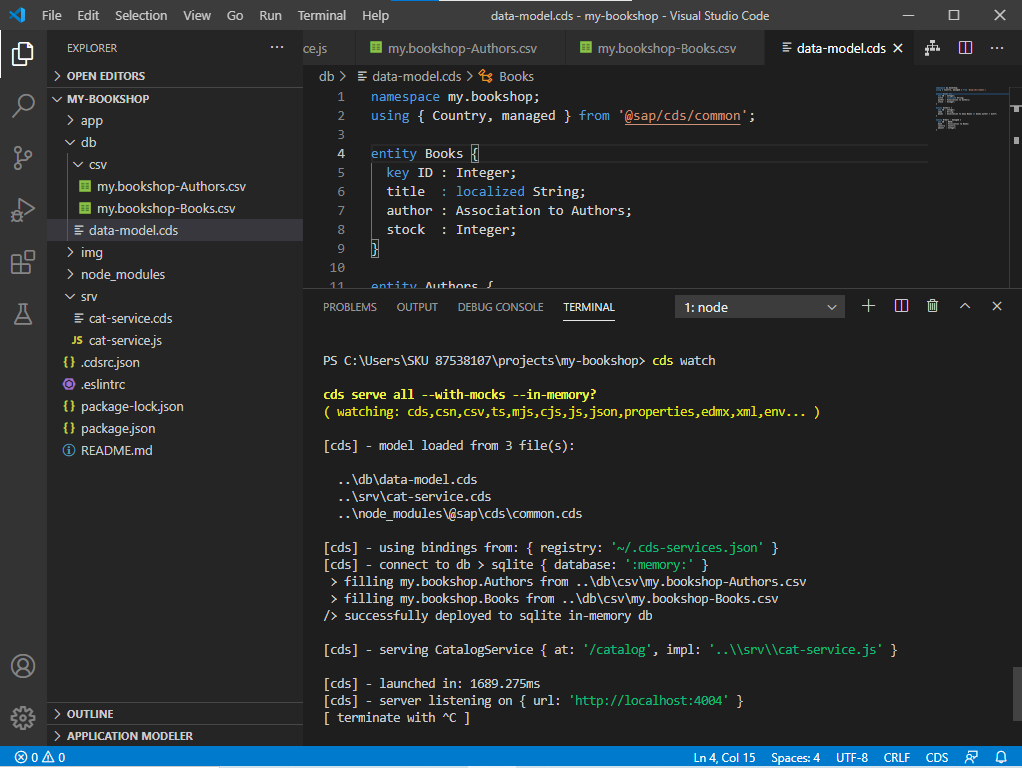 File Edit Selection View Go Run Terminal Help data-model.cds - my-bookshop - Visual Studio Code
EXPLORER
OPEN EDITORS
MY-BOOKSHOP
app
db
csv
my.bookshop-Authors.csv
my.bookshop-Books.csv
data-model.cds
img
node_modules
srv
cat-service.cds
JS cat-service.js
{} .cdsrc.json
.eslintrc
{} package-lock.json
{} package.json
README.md
OUTLINE
APPLICATION MODELER
ce.js my.bookshop-Authors.csv my.bookshop-Books.csv data-model.cds
db > data-model.cds > Books
1 namespace my.bookshop;
2 using { Country, managed } from '@sap/cds/common';
3
4 entity Books {
5 key ID : Integer;
6 title : localized String;
7 author : Association to Authors;
8 stock : Integer;
9 }
10
11 entity Authors {
PROBLEMS OUTPUT DEBUG CONSOLE TERMINAL 1: node
PS C:\Users\SKU 87538107\projects\my-bookshop> cds watch
cds serve all --with-mocks --in-memory?
( watching: cds,csn,csv,ts,mjs,cjs,js,json,properties,edmx,xml,env... )
[cds] - model loaded from 3 file(s):
..\db\data-model.cds
..\srv\cat-service.cds
..\node_modules\@sap\cds\common.cds
[cds] - using bindings from: { registry: '~/.cds-services.json' }
[cds] - connect to db > sqlite { database: ':memory:' }
> filling my.bookshop.Authors from ..\db\csv\my.bookshop-Authors.csv
> filling my.bookshop.Books from ..\db\csv\my.bookshop-Books.csv
/> successfully deployed to sqlite in-memory db
[cds] - serving CatalogService { at: '/catalog', impl: '..\\srv\\cat-service.js' }
[cds] - launched in: 1689.275ms
[cds] - server listening on { url: 'http://localhost:4004' }
[ terminate with ^C ]
0 0 Ln 4, Col 15 Spaces: 4 UTF-8 CRLF CDS